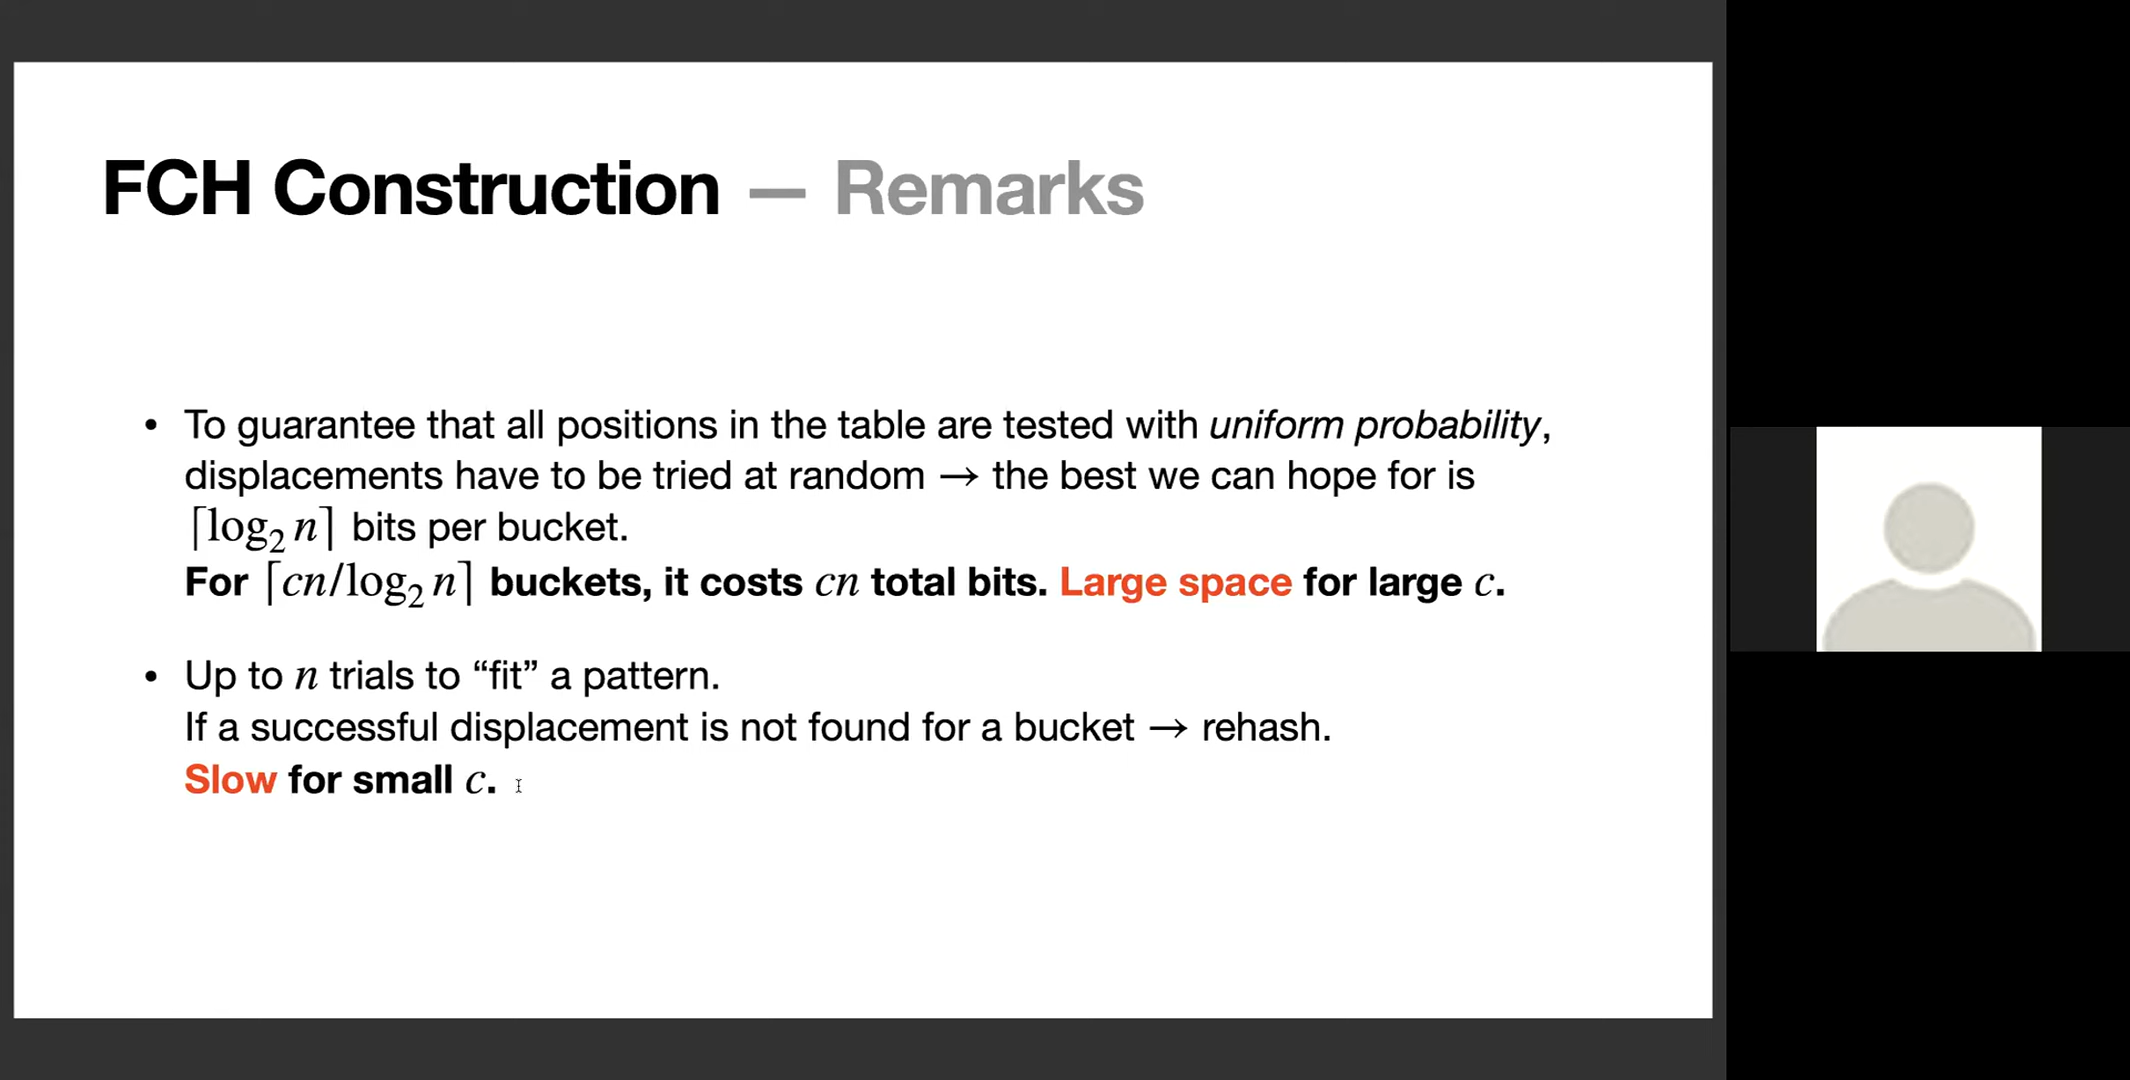 FCH Construction — Remarks
• To guarantee that all positions in the table are tested with uniform probability,
displacements have to be tried at random → the best we can hope for is
⌈log₂ n⌉ bits per bucket.
For ⌈cn/log₂ n⌉ buckets, it costs cn total bits. Large space for large c.
• Up to n trials to “fit” a pattern.
If a successful displacement is not found for a bucket → rehash.
Slow for small c.